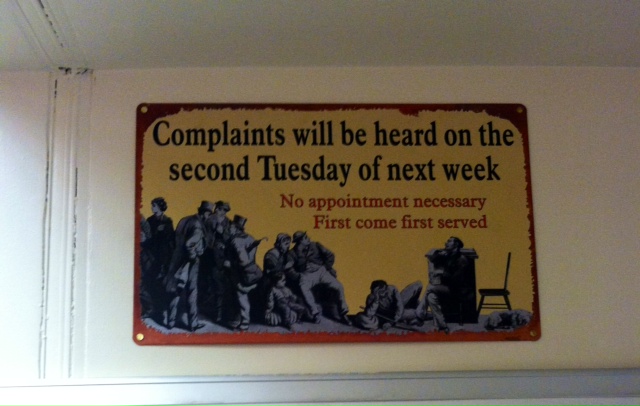 Complaints will be heard on the
second Tuesday of next week
No appointment necessary
First come first served